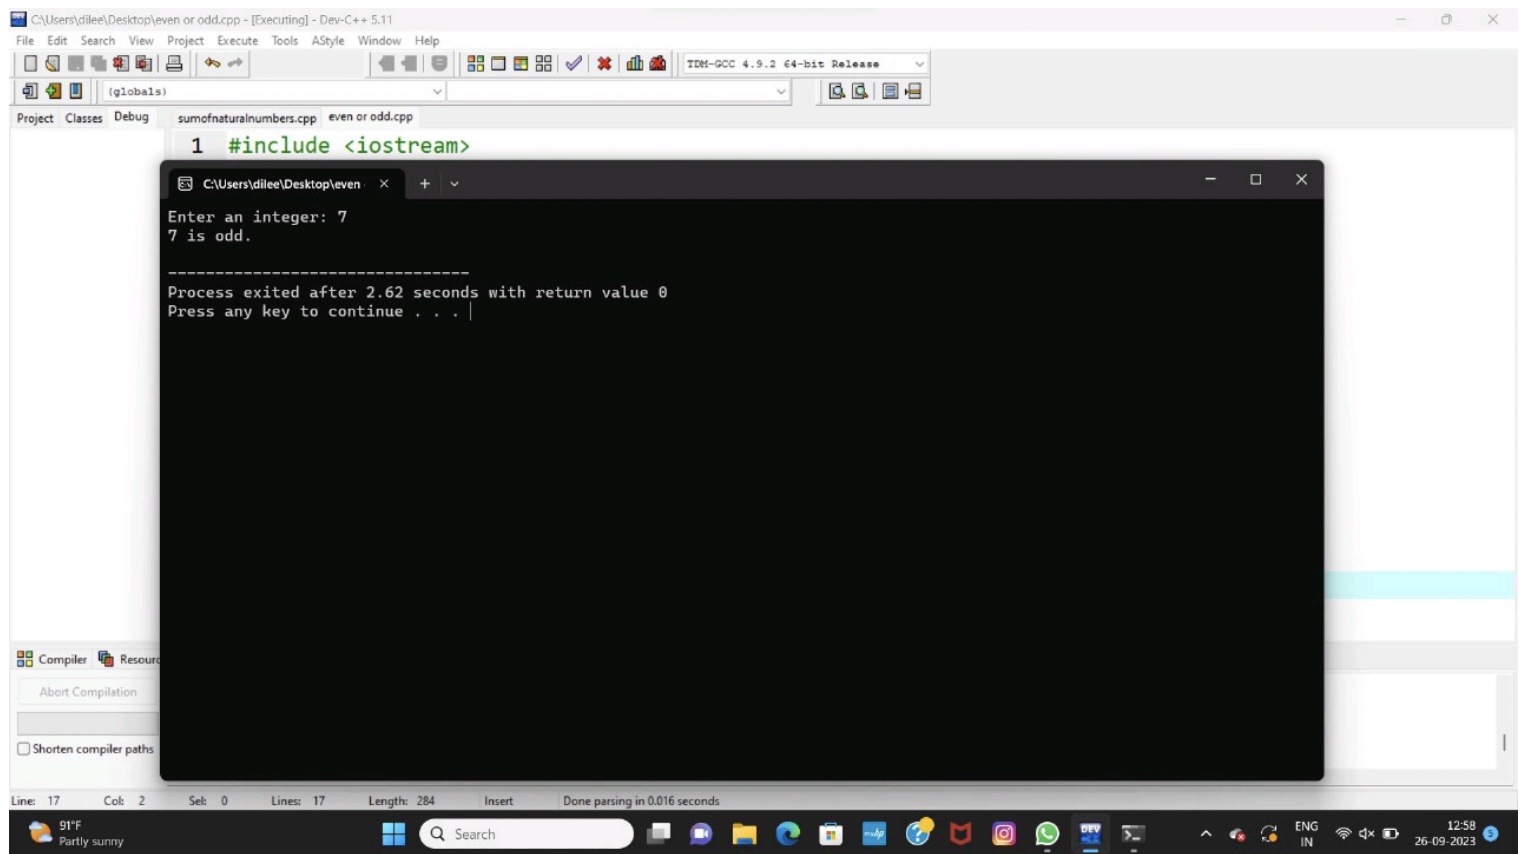 C:\Users\dilee\Desktop\even or odd.cpp - [Executing] - Dev-C++ 5.11
File Edit Search View Project Execute Tools AStyle Window Help
TDM-GCC 4.9.2 64-bit Release
(globals)
Project Classes Debug sumofnaturalnumbers.cpp even or odd.cpp
1 #include <iostream>
C:\Users\dilee\Desktop\even
Enter an integer: 7
7 is odd.
--------------------------------
Process exited after 2.62 seconds with return value 0
Press any key to continue . . .
Compiler Resourc
Abort Compilation
Shorten compiler paths
Line: 17 Col: 2 Sel: 0 Lines: 17 Length: 284 Insert Done parsing in 0.016 seconds
91°F
Partly sunny
Search
DEV
ENG
IN
12:58
26-09-2023
5